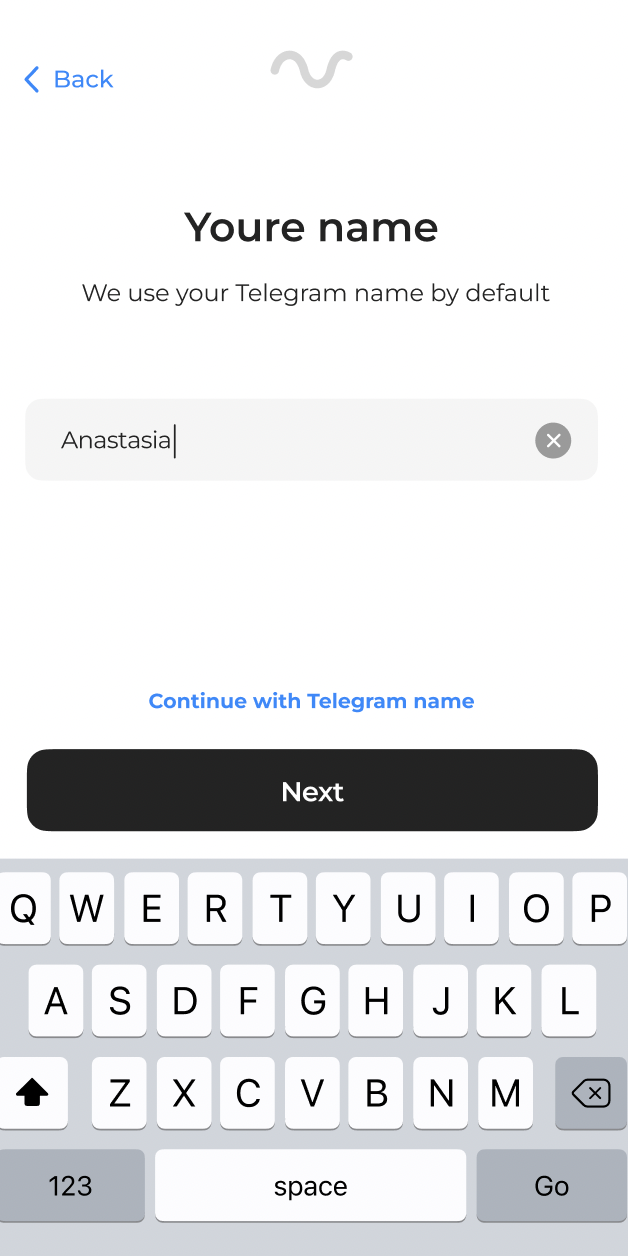 Back
Youre name
We use your Telegram name by default
Anastasia
Continue with Telegram name
Next
Q W E R T Y U I O P
A S D F G H J K L
Z X C V B N M
123 space Go